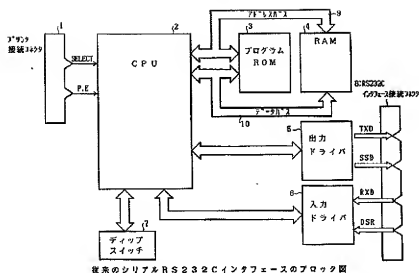 プリンタ
接続コネクタ
1
SELECT
P.E
2
CPU
アドレスバス
9
3
プログラム
ROM
4
RAM
データバス
10
8:RS232C
インタフェース接続コネクタ
5
出力
ドライバ
TXD
SSD
6
入力
ドライバ
RXD
DSR
7
ディップ
スイッチ
従来のシリアルRS232Cインタフェースのブロック図